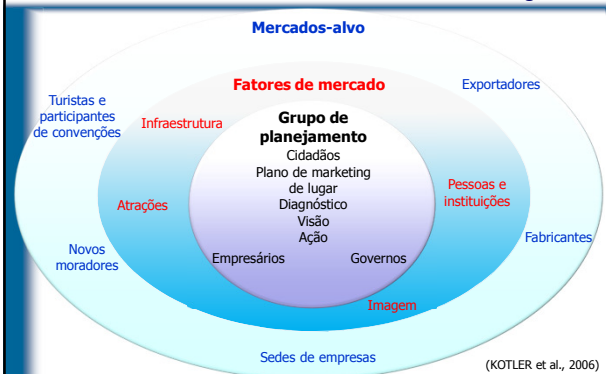 Mercados-alvo
Fatores de mercado
Exportadores
Turistas e
participantes
de convenções
Infraestrutura
Grupo de
planejamento
Cidadãos
Plano de marketing
de lugar
Diagnóstico
Visão
Ação
Empresários
Governos
Atrações
Pessoas e
instituições
Novos
moradores
Fabricantes
Imagem
Sedes de empresas
(KOTLER et al., 2006)